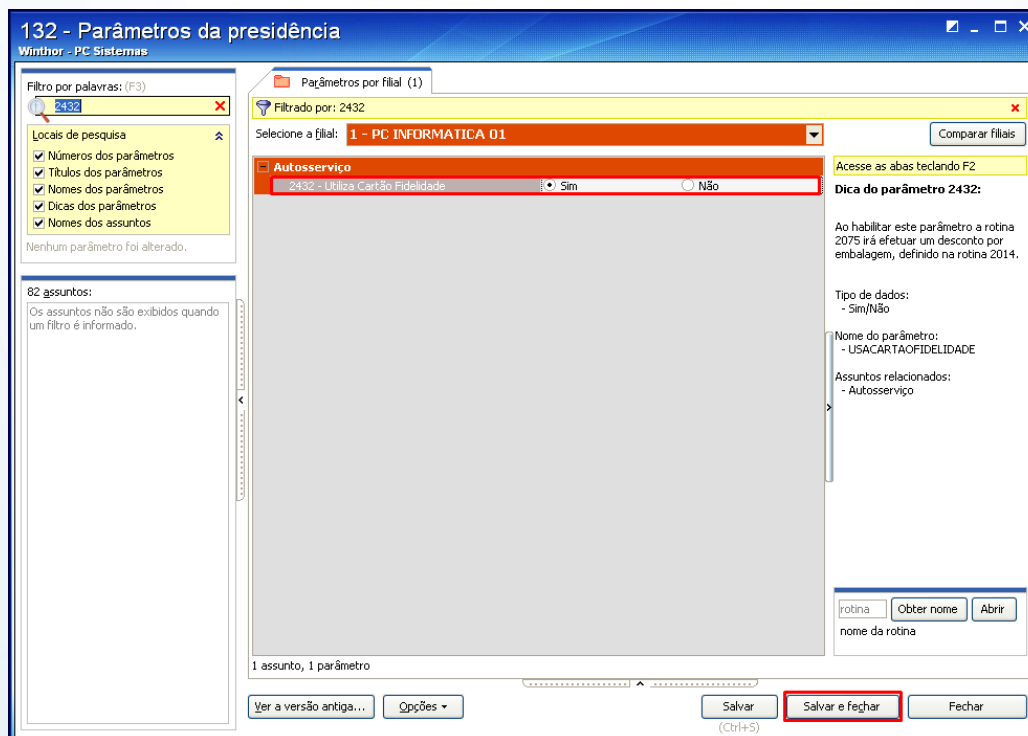 132 - Parâmetros da presidência
Winthor - PC Sistemas
Filtro por palavras: (F3)
2432
Locais de pesquisa
Números dos parâmetros
Títulos dos parâmetros
Nomes dos parâmetros
Dicas dos parâmetros
Nomes dos assuntos
Nenhum parâmetro foi alterado.
82 assuntos:
Os assuntos não são exibidos quando
um filtro é informado.
Parâmetros por filial (1)
Filtrado por: 2432
Selecione a filial: 1 - PC INFORMATICA 01
Comparar filiais
Autosserviço
2432 - Utiliza Cartão Fidelidade Sim Não
1 assunto, 1 parâmetro
Acesse as abas teclando F2
Dica do parâmetro 2432:
Ao habilitar este parâmetro a rotina
2075 irá efetuar um desconto por
embalagem, definido na rotina 2014.
Tipo de dados:
- Sim/Não
Nome do parâmetro:
- USACARTAOFIDELIDADE
Assuntos relacionados:
- Autosserviço
rotina Obter nome Abrir
nome da rotina
Ver a versão antiga... Opções Salvar Salvar e fechar Fechar
(Ctrl+S)